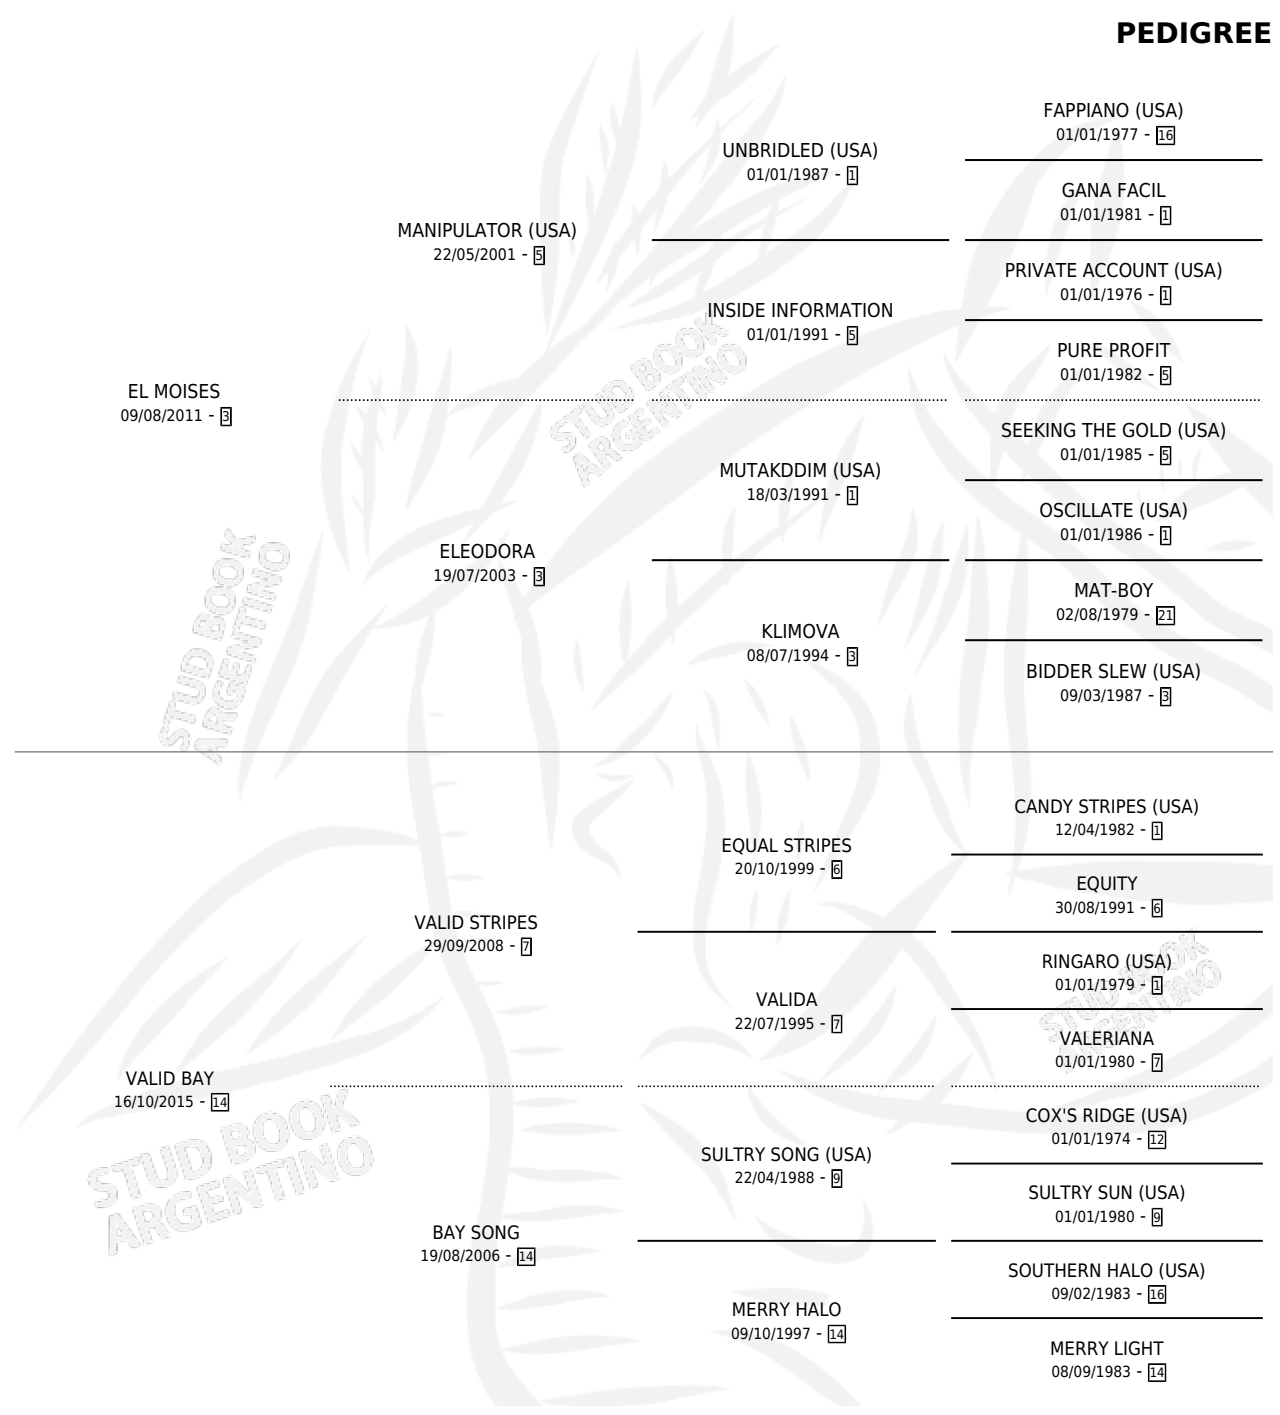 PEDIGREE
FAPPIANO (USA)
01/01/1977 - 16
UNBRIDLED (USA)
01/01/1987 - 1
GANA FACIL
01/01/1981 - 1
MANIPULATOR (USA)
22/05/2001 - 5
PRIVATE ACCOUNT (USA)
01/01/1976 - 1
INSIDE INFORMATION
01/01/1991 - 5
PURE PROFIT
01/01/1982 - 5
EL MOISES
09/08/2011 - 3
STUD BOOK
ARGENTINO
SEEKING THE GOLD (USA)
01/01/1985 - 5
MUTAKDDIM (USA)
18/03/1991 - 1
OSCILLATE (USA)
01/01/1986 - 1
ELEODORA
19/07/2003 - 3
MAT-BOY
02/08/1979 - 21
KLIMOVA
08/07/1994 - 3
BIDDER SLEW (USA)
09/03/1987 - 3
STUD BOOK
ARGENTINO
CANDY STRIPES (USA)
12/04/1982 - 1
EQUAL STRIPES
20/10/1999 - 6
EQUITY
30/08/1991 - 6
VALID STRIPES
29/09/2008 - 7
RINGARO (USA)
01/01/1979 - 1
VALIDA
22/07/1995 - 7
STUD BOOK
ARGENTINO
VALERIANA
01/01/1980 - 7
VALID BAY
16/10/2015 - 14
COX'S RIDGE (USA)
01/01/1974 - 12
SULTRY SONG (USA)
22/04/1988 - 9
STUD BOOK
ARGENTINO
SULTRY SUN (USA)
01/01/1980 - 9
BAY SONG
19/08/2006 - 14
SOUTHERN HALO (USA)
09/02/1983 - 16
MERRY HALO
09/10/1997 - 14
MERRY LIGHT
08/09/1983 - 14